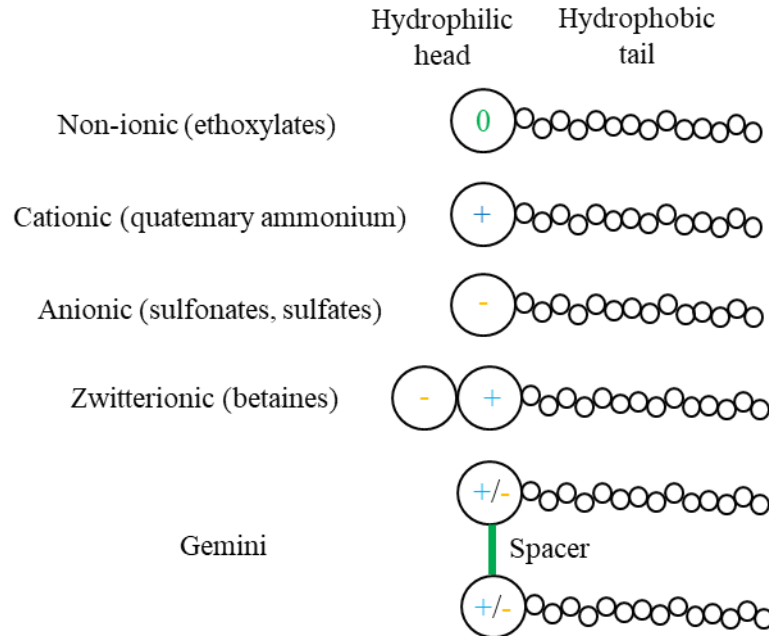 Hydrophilic head
Hydrophobic tail
Non-ionic (ethoxylates)
0
Cationic (quatemary ammonium)
+
Anionic (sulfonates, sulfates)
-
Zwitterionic (betaines)
- +
+/-
Gemini
Spacer
+/-